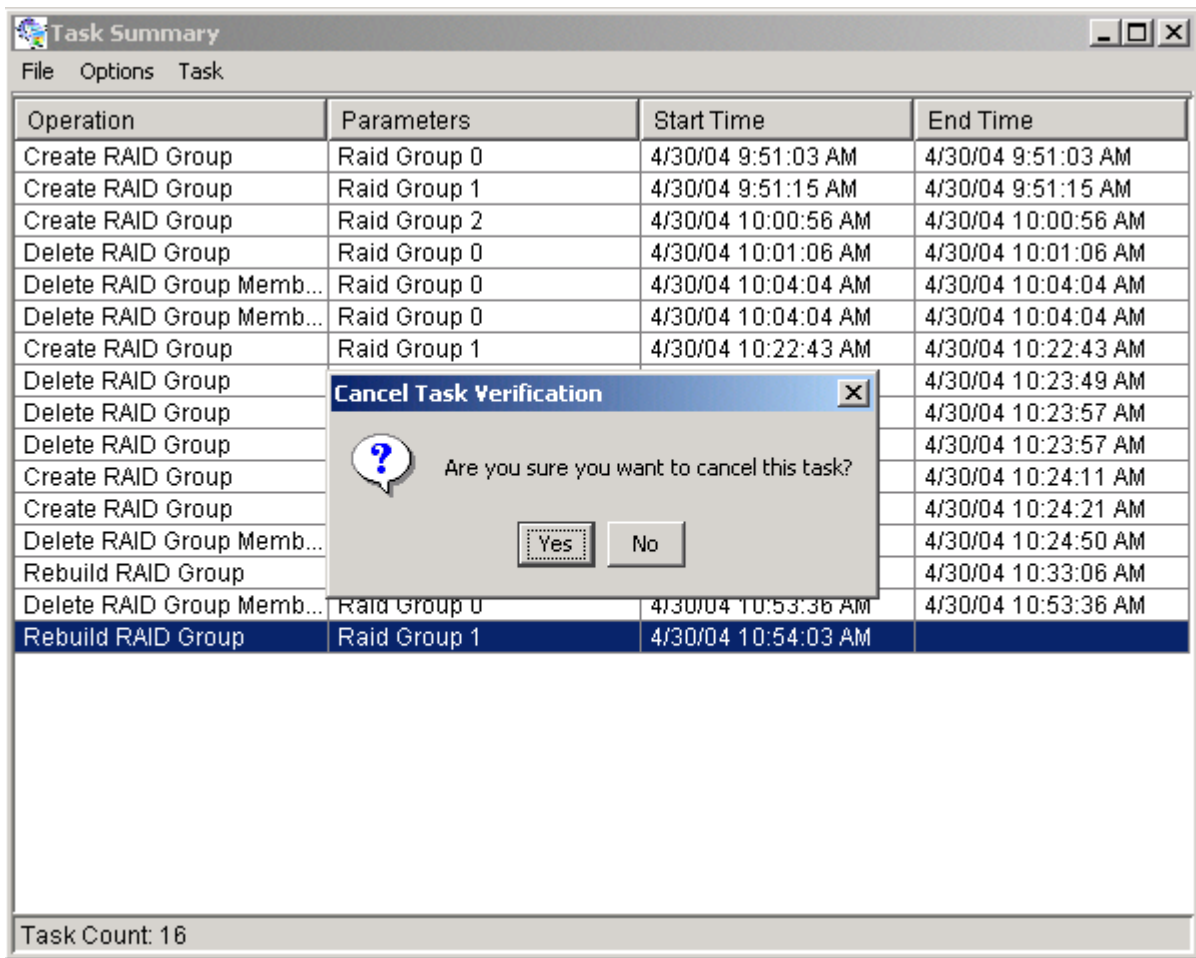 Task Summary
File Options Task
Operation Parameters Start Time End Time
Create RAID Group Raid Group 0 4/30/04 9:51:03 AM 4/30/04 9:51:03 AM
Create RAID Group Raid Group 1 4/30/04 9:51:15 AM 4/30/04 9:51:15 AM
Create RAID Group Raid Group 2 4/30/04 10:00:56 AM 4/30/04 10:00:56 AM
Delete RAID Group Raid Group 0 4/30/04 10:01:06 AM 4/30/04 10:01:06 AM
Delete RAID Group Memb... Raid Group 0 4/30/04 10:04:04 AM 4/30/04 10:04:04 AM
Delete RAID Group Memb... Raid Group 0 4/30/04 10:04:04 AM 4/30/04 10:04:04 AM
Create RAID Group Raid Group 1 4/30/04 10:22:43 AM 4/30/04 10:22:43 AM
Delete RAID Group 4/30/04 10:23:49 AM
Delete RAID Group 4/30/04 10:23:57 AM
Delete RAID Group 4/30/04 10:23:57 AM
Create RAID Group 4/30/04 10:24:11 AM
Create RAID Group 4/30/04 10:24:21 AM
Delete RAID Group Memb... 4/30/04 10:24:50 AM
Rebuild RAID Group 4/30/04 10:33:06 AM
Delete RAID Group Memb... Raid Group 0 4/30/04 10:53:36 AM 4/30/04 10:53:36 AM
Rebuild RAID Group Raid Group 1 4/30/04 10:54:03 AM
Cancel Task Verification
Are you sure you want to cancel this task?
Yes No
Task Count: 16